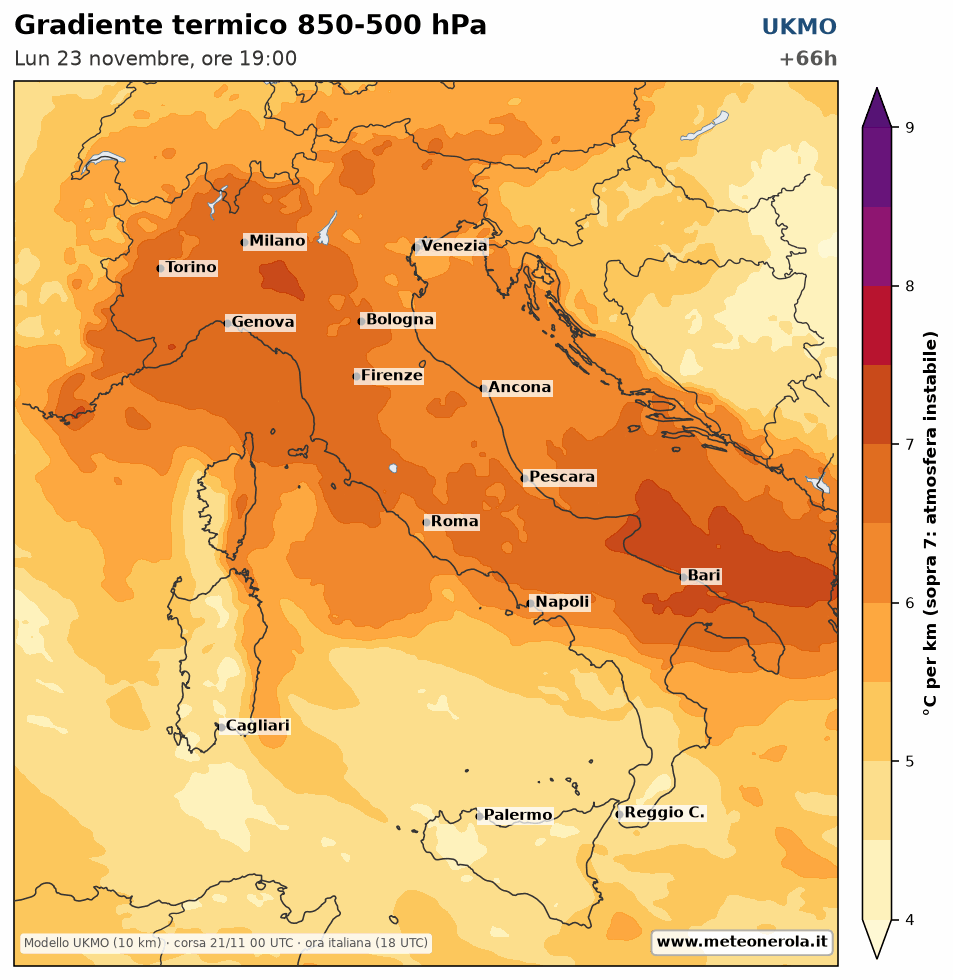 Gradiente termico 850-500 hPa
UKMO
Lun 23 novembre, ore 19:00
+66h
9
8
7
6
5
4
°C per km (sopra 7: atmosfera instabile)
Milano
Venezia
Torino
Genova
Bologna
Firenze
Ancona
Pescara
Roma
Bari
Napoli
Cagliari
Palermo
Reggio C.
Modello UKMO (10 km) · corsa 21/11 00 UTC · ora italiana (18 UTC)
www.meteonerola.it